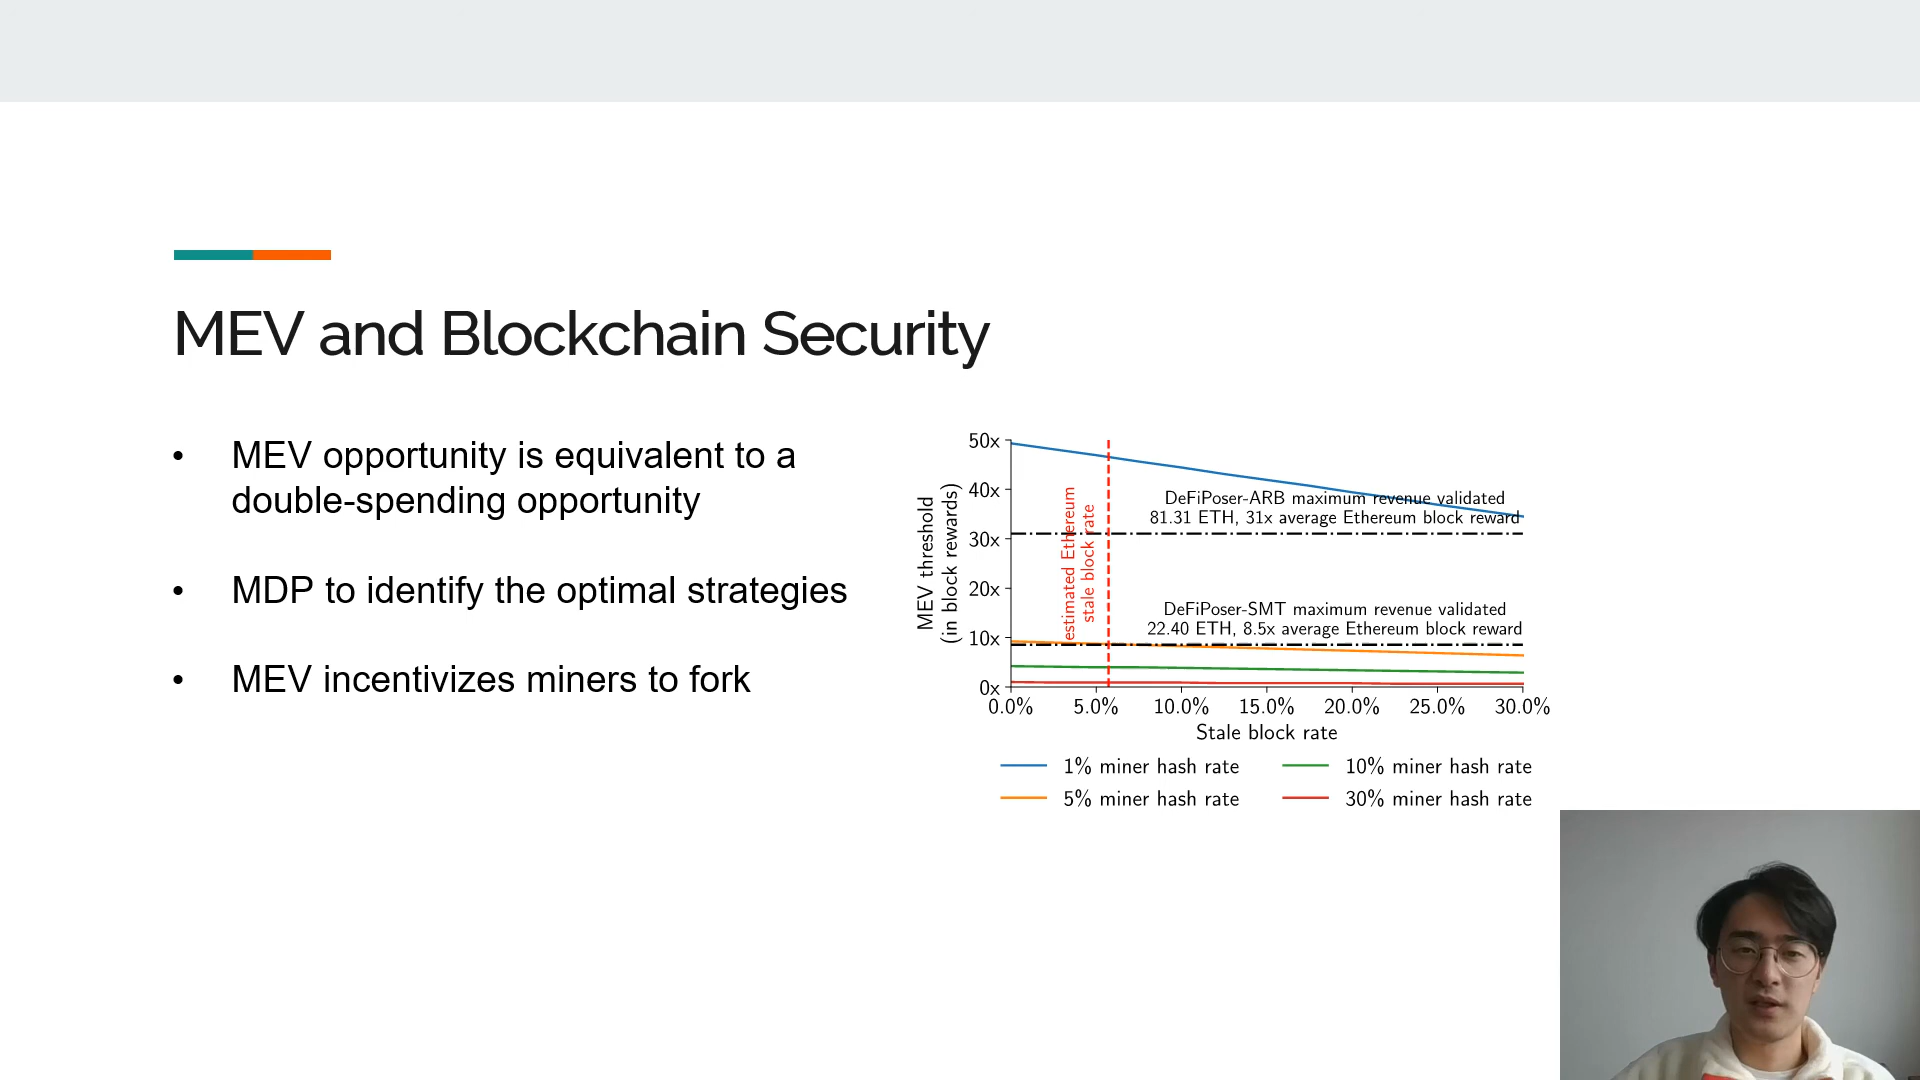 MEV and Blockchain Security
• MEV opportunity is equivalent to a
double-spending opportunity
• MDP to identify the optimal strategies
• MEV incentivizes miners to fork
MEV threshold
(in block rewards)
50x
40x
30x
20x
10x
0x
estimated Ethereum
stale block rate
DeFiPoser-ARB maximum revenue validated
81.31 ETH, 31x average Ethereum block reward
DeFiPoser-SMT maximum revenue validated
22.40 ETH, 8.5x average Ethereum block reward
0.0% 5.0% 10.0% 15.0% 20.0% 25.0% 30.0%
Stale block rate
1% miner hash rate
10% miner hash rate
5% miner hash rate
30% miner hash rate